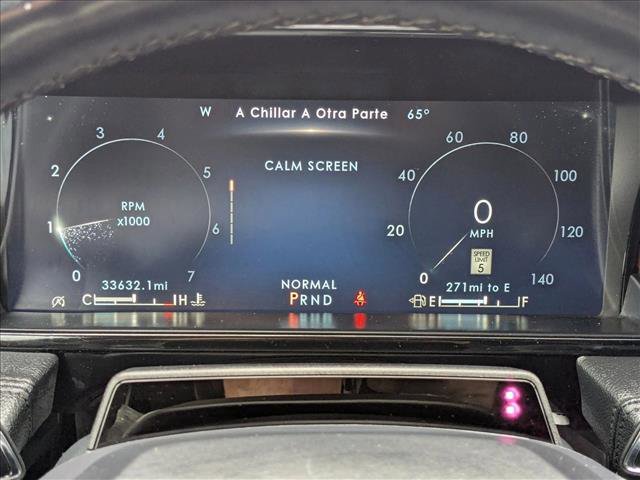 W A Chillar A Otra Parte 65°
CALM SCREEN
0 1 2 3 4 5 6 7
RPM
x1000
33632.1mi
C H
NORMAL
PRND
0 20 40 60 80 100 120 140
0
MPH
SPEED
LIMIT
5
271mi to E
E F